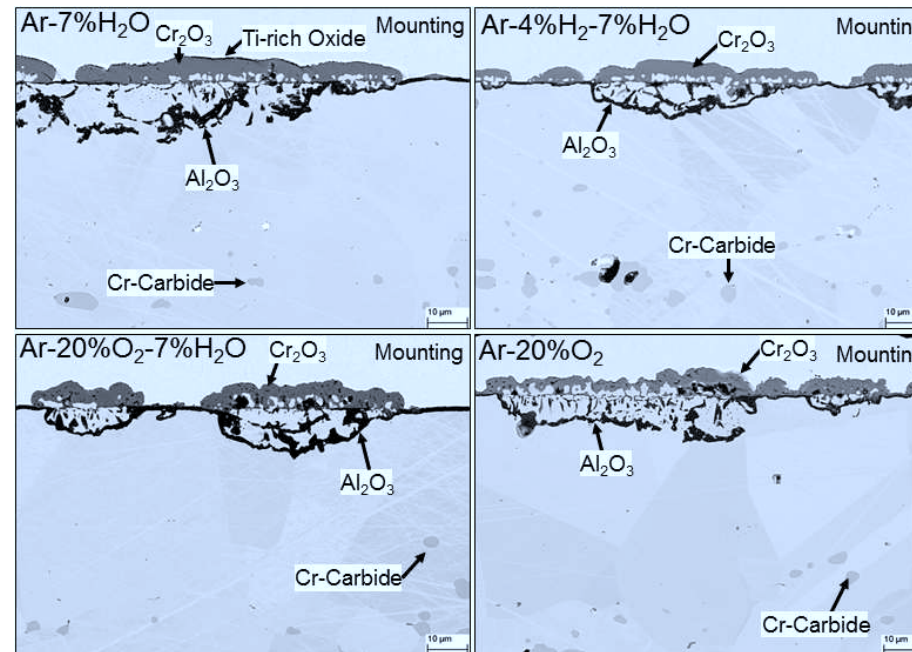 Ar-7%H₂O
Mounting
Cr₂O₃
Ti-rich Oxide
Al₂O₃
Cr-Carbide
10 µm
Ar-4%H₂-7%H₂O
Mountin
Cr₂O₃
Al₂O₃
Cr-Carbide
10 µm
Ar-20%O₂-7%H₂O
Cr₂O₃
Mounting
Al₂O₃
Cr-Carbide
10 µm
Ar-20%O₂
Cr₂O₃
Mountin
Al₂O₃
Cr-Carbide
10 µm